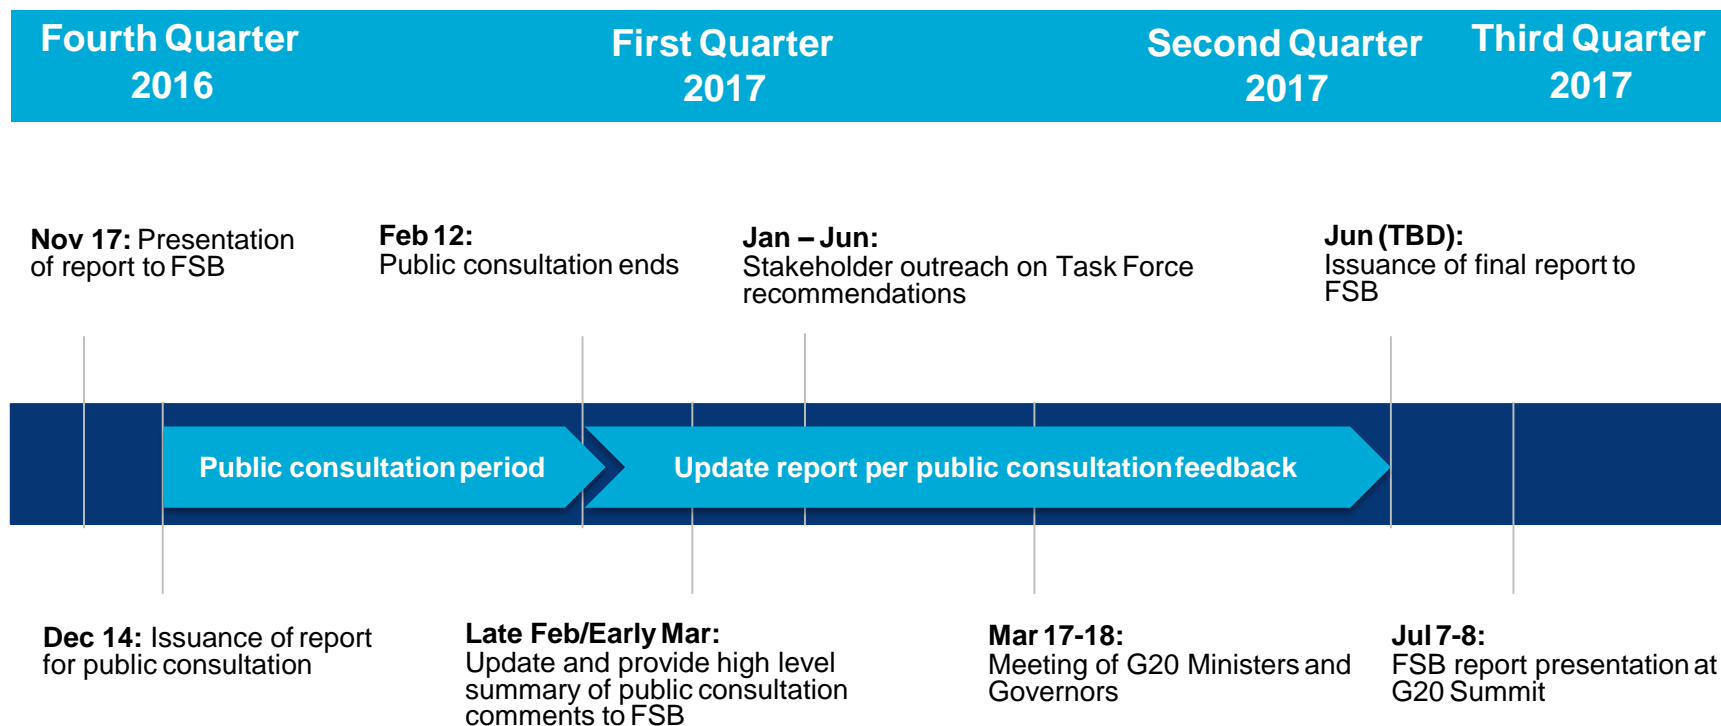 Fourth Quarter
2016
First Quarter
2017
Second Quarter
2017
Third Quarter
2017
Nov 17: Presentation
of report to FSB
Feb 12:
Public consultation ends
Jan – Jun:
Stakeholder outreach on Task Force
recommendations
Jun (TBD):
Issuance of final report to
FSB
Public consultation period
Update report per public consultation feedback
Dec 14: Issuance of report
for public consultation
Late Feb/Early Mar:
Update and provide high level
summary of public consultation
comments to FSB
Mar 17-18:
Meeting of G20 Ministers and
Governors
Jul 7-8:
FSB report presentation at
G20 Summit